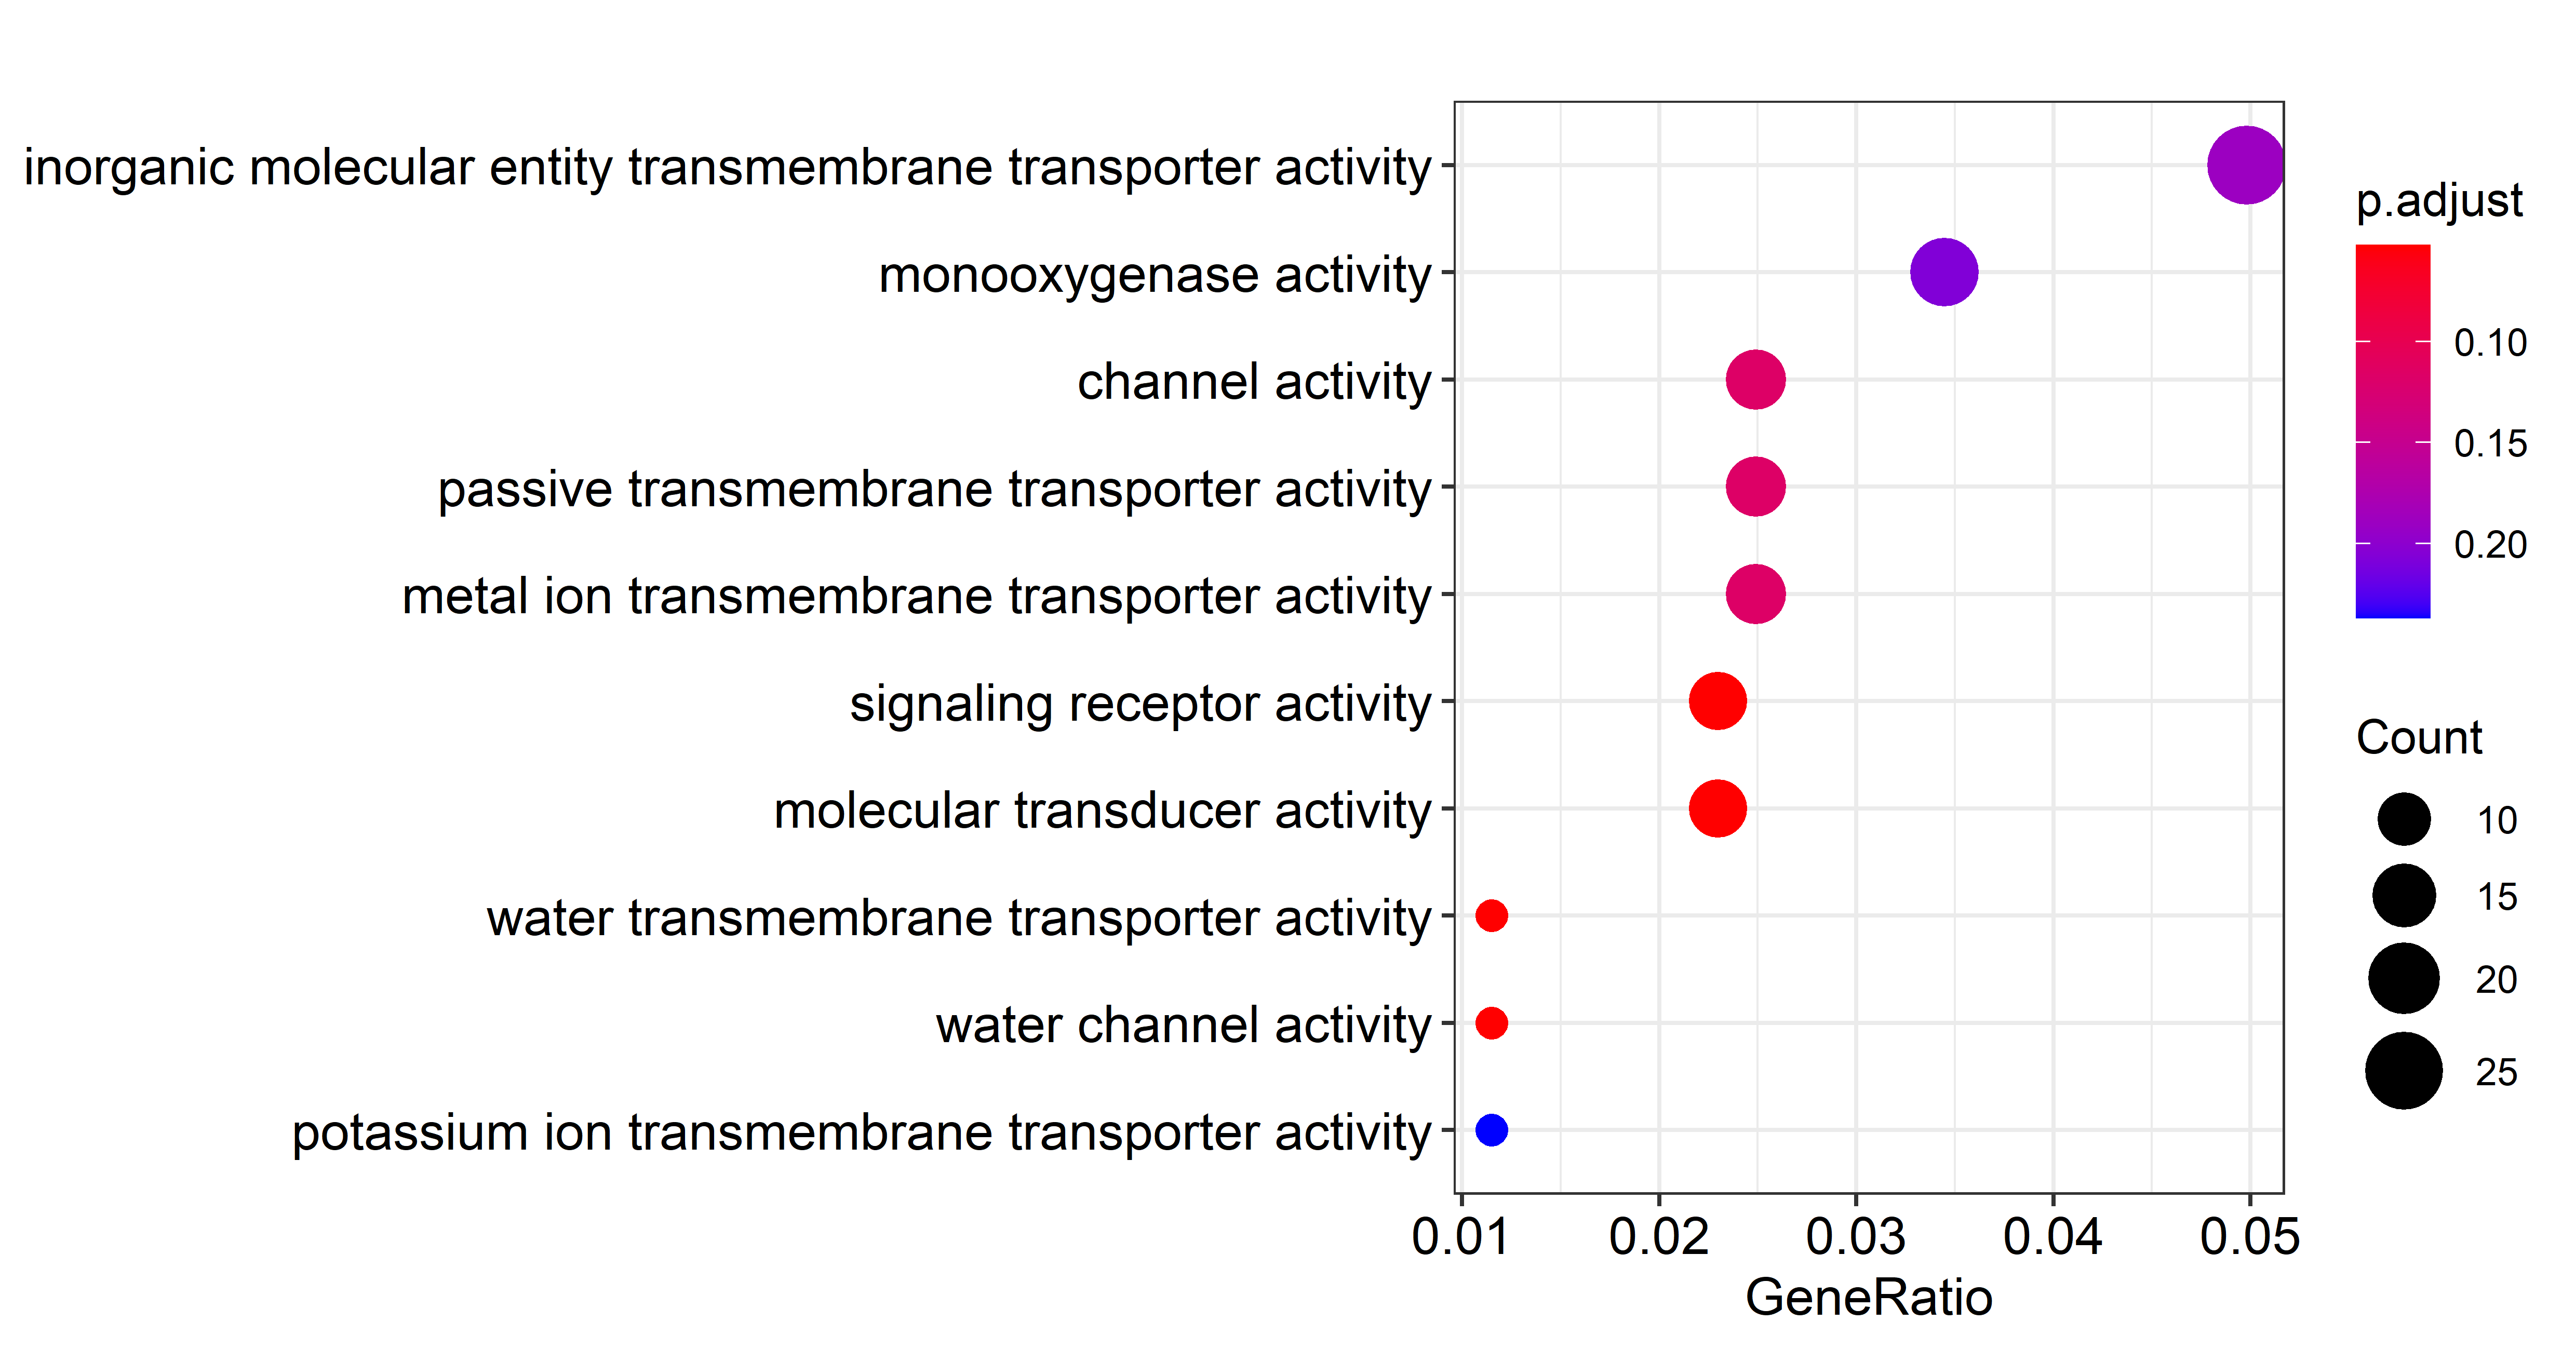 inorganic molecular entity transmembrane transporter activity
monooxygenase activity
channel activity
passive transmembrane transporter activity
metal ion transmembrane transporter activity
signaling receptor activity
molecular transducer activity
water transmembrane transporter activity
water channel activity
potassium ion transmembrane transporter activity
0.01 0.02 0.03 0.04 0.05
GeneRatio
p.adjust
0.10
0.15
0.20
Count
10
15
20
25